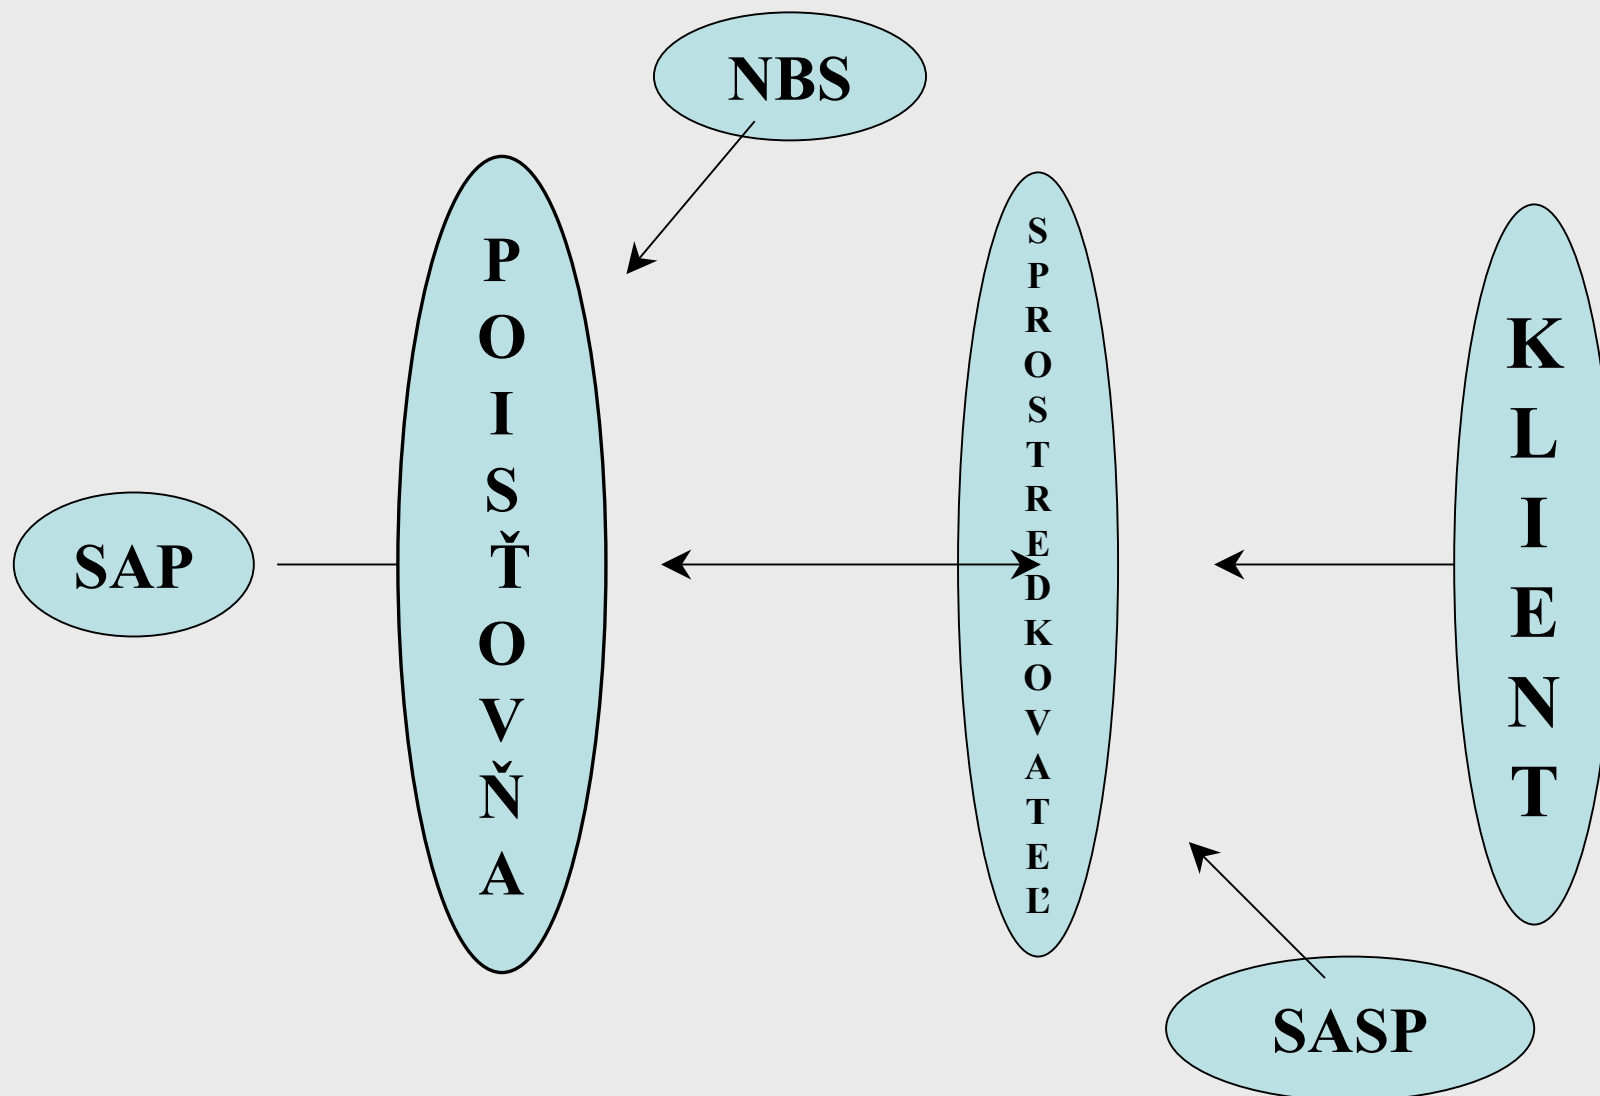 NBS
POISŤOVŇA
SPROSTREDKOVATEĽ
KLIENT
SAP
SASP